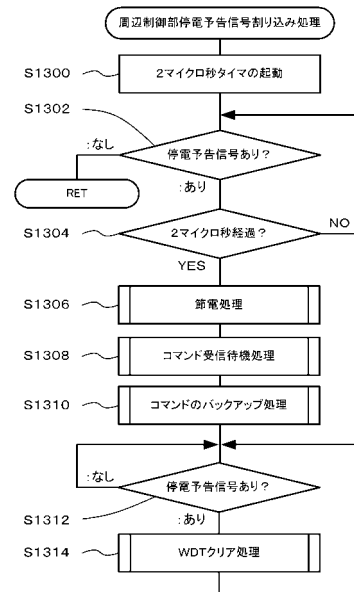 周辺制御部停電予告信号割り込み処理
S1300
2マイクロ秒タイマの起動
S1302
停電予告信号あり？
:なし
RET
:あり
S1304
2マイクロ秒経過？
NO
YES
S1306
節電処理
S1308
コマンド受信待機処理
S1310
コマンドのバックアップ処理
:なし
停電予告信号あり？
S1312
:あり
S1314
WDTクリア処理